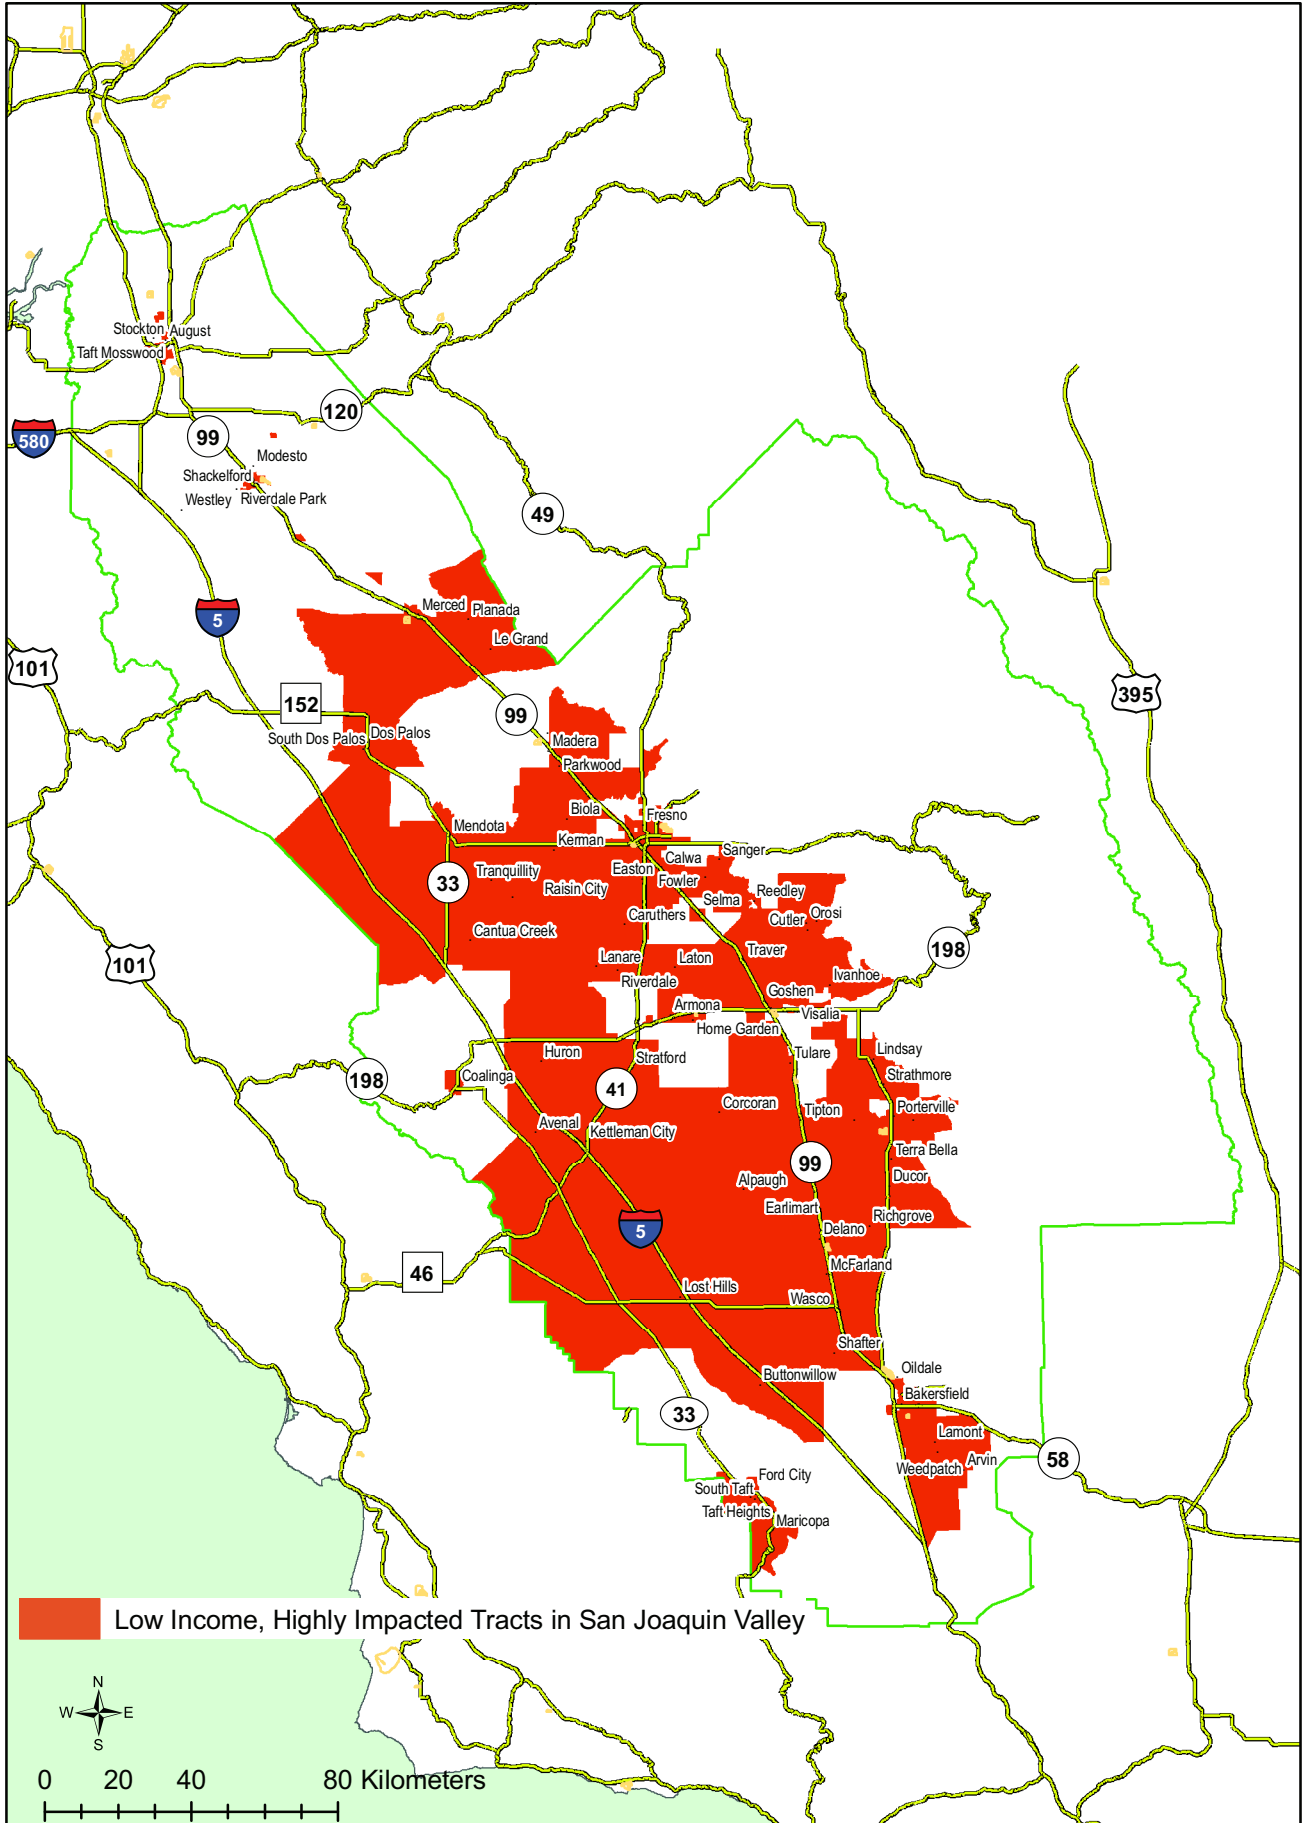 Stockton
August
Taft Mosswood
120
580
99
Modesto
Shackelford
Westley
Riverdale Park
49
5
Merced
Planada
Le Grand
101
395
152
99
South Dos Palos
Dos Palos
Madera
Parkwood
Biola
Fresno
Mendota
Kerman
Sanger
Calwa
Easton
Tranquillity
33
Fowler
Raisin City
Reedley
Selma
Caruthers
Cutler
Orosi
Cantua Creek
198
101
Lanare
Laton
Traver
Riverdale
Ivanhoe
Goshen
Armona
Visalia
Home Garden
Huron
Stratford
Tulare
Lindsay
198
Coalinga
41
Strathmore
Corcoran
Tipton
Porterville
Avenal
Kettleman City
Terra Bella
99
Alpaugh
Ducor
Earlimart
Richgrove
5
Delano
McFarland
46
Lost Hills
Wasco
Shafter
Buttonwillow
Oildale
Bakersfield
33
Lamont
Weedpatch
Arvin
58
Ford City
South Taft
Taft Heights
Maricopa
Low Income, Highly Impacted Tracts in San Joaquin Valley
N
W E
S
0 20 40 80 Kilometers